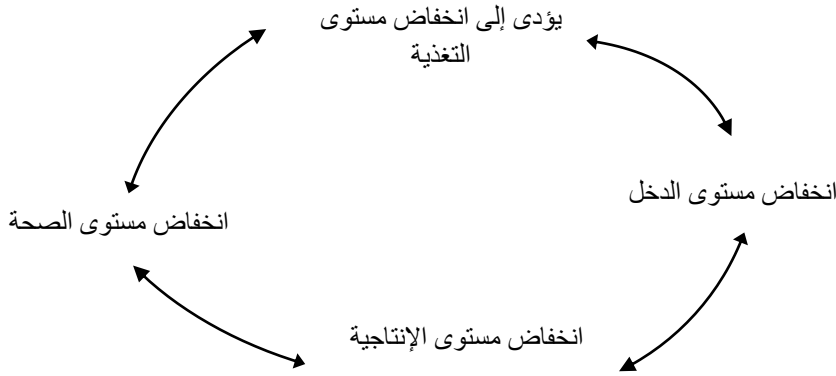 يؤدى إلى انخفاض مستوى
التغذية
انخفاض مستوى الدخل
انخفاض مستوى الصحة
انخفاض مستوى الإنتاجية